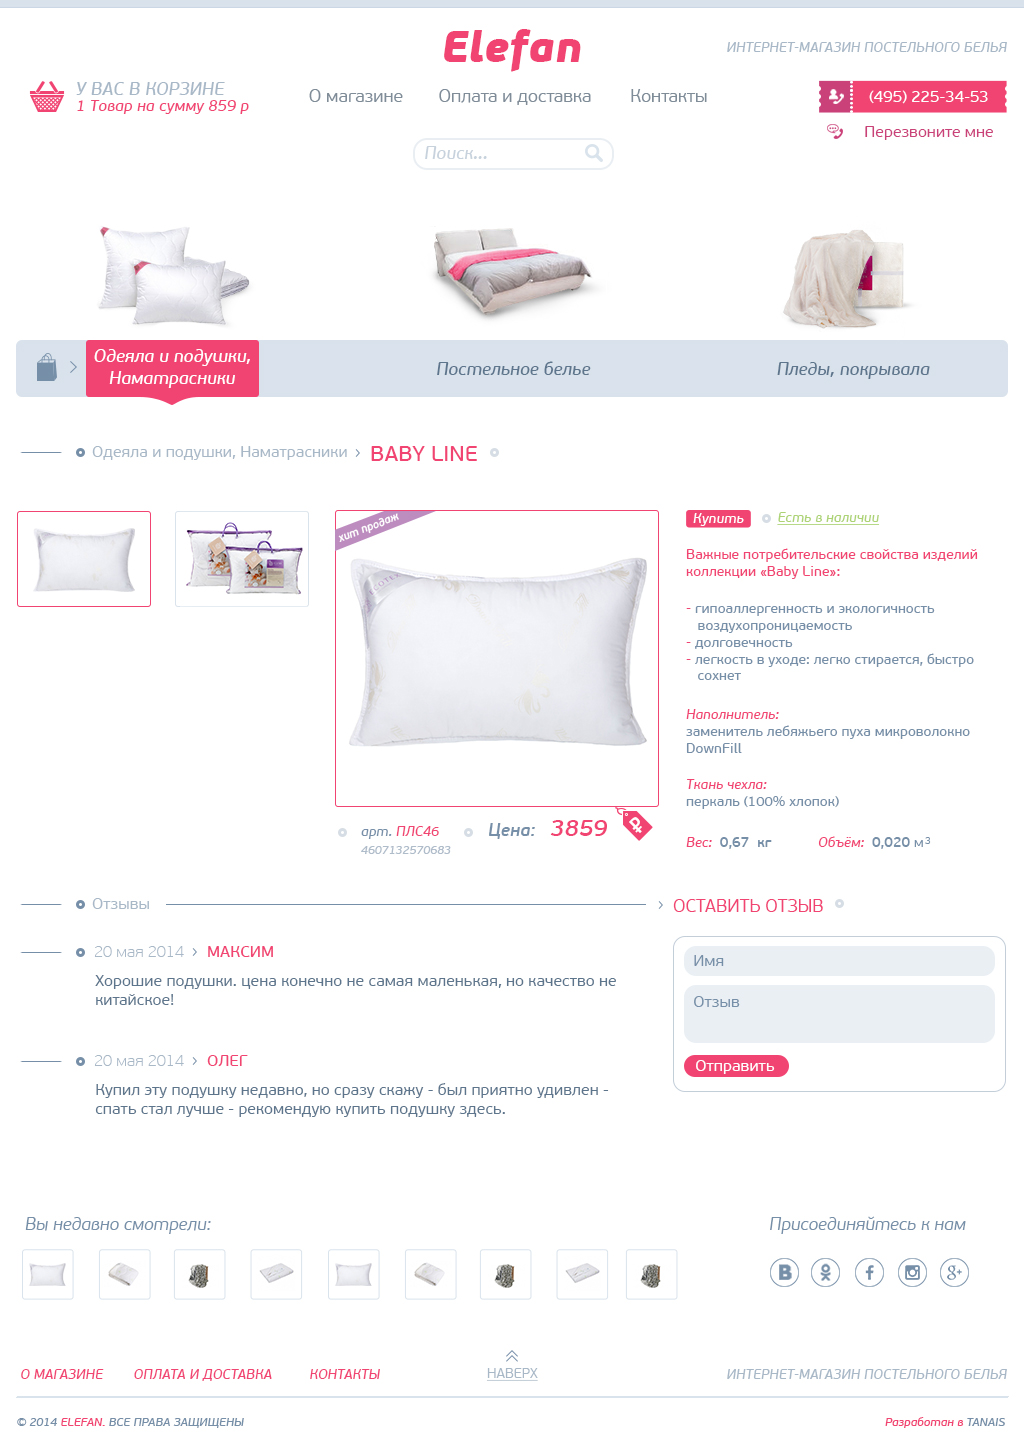 Elefan
ИНТЕРНЕТ-МАГАЗИН ПОСТЕЛЬНОГО БЕЛЬЯ
У ВАС В КОРЗИНЕ
1 Товар на сумму 859 р
О магазине
Оплата и доставка
Контакты
(495) 225-34-53
Перезвоните мне
Поиск...
Одеяла и подушки,
Наматрасники
Постельное белье
Пледы, покрывала
Одеяла и подушки, Наматрасники > BABY LINE
хит продаж
Купить
Есть в наличии
Важные потребительские свойства изделий
коллекции «Baby Line»:
- гипоаллергенность и экологичность
воздухопроницаемость
- долговечность
- легкость в уходе: легко стирается, быстро
сохнет
Наполнитель:
заменитель лебяжьего пуха микроволокно
DownFill
Ткань чехла:
перкаль (100% хлопок)
Вес: 0,67 кг
Объём: 0,020 м³
арт. ПЛС46
4607132570683
Цена: 3859
Отзывы
> ОСТАВИТЬ ОТЗЫВ
20 мая 2014 > МАКСИМ
Хорошие подушки. цена конечно не самая маленькая, но качество не
китайское!
20 мая 2014 > ОЛЕГ
Купил эту подушку недавно, но сразу скажу - был приятно удивлен -
спать стал лучше - рекомендую купить подушку здесь.
Имя
Отзыв
Отправить
Вы недавно смотрели:
Присоединяйтесь к нам
О МАГАЗИНЕ
ОПЛАТА И ДОСТАВКА
КОНТАКТЫ
НАВЕРХ
ИНТЕРНЕТ-МАГАЗИН ПОСТЕЛЬНОГО БЕЛЬЯ
© 2014 ELEFAN. ВСЕ ПРАВА ЗАЩИЩЕНЫ
Разработан в TANAIS